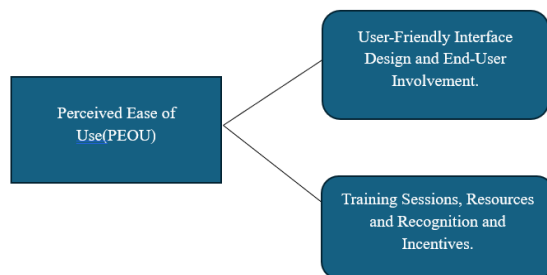 User-Friendly Interface
Design and End-User
Involvement.
Perceived Ease of
Use(PEOU)
Training Sessions, Resources
and Recognition and
Incentives.